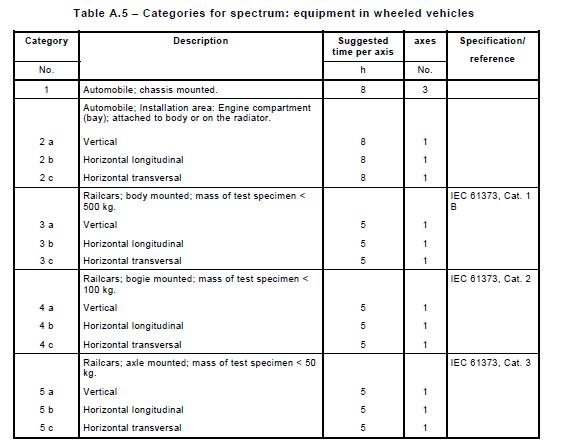 Table A.5 – Categories for spectrum: equipment in wheeled vehicles
Category Description Suggested time per axis axes Specification/ reference
No. h No.
1 Automobile; chassis mounted. 8 3
Automobile; Installation area: Engine compartment
(bay); attached to body or on the radiator.
2 a Vertical 8 1
2 b Horizontal longitudinal 8 1
2 c Horizontal transversal 8 1
Railcars; body mounted; mass of test specimen < IEC 61373, Cat. 1
500 kg. B
3 a Vertical 5 1
3 b Horizontal longitudinal 5 1
3 c Horizontal transversal 5 1
Railcars; bogie mounted; mass of test specimen < IEC 61373, Cat. 2
100 kg.
4 a Vertical 5 1
4 b Horizontal longitudinal 5 1
4 c Horizontal transversal 5 1
Railcars; axle mounted; mass of test specimen < 50 IEC 61373, Cat. 3
kg.
5 a Vertical 5 1
5 b Horizontal longitudinal 5 1
5 c Horizontal transversal 5 1